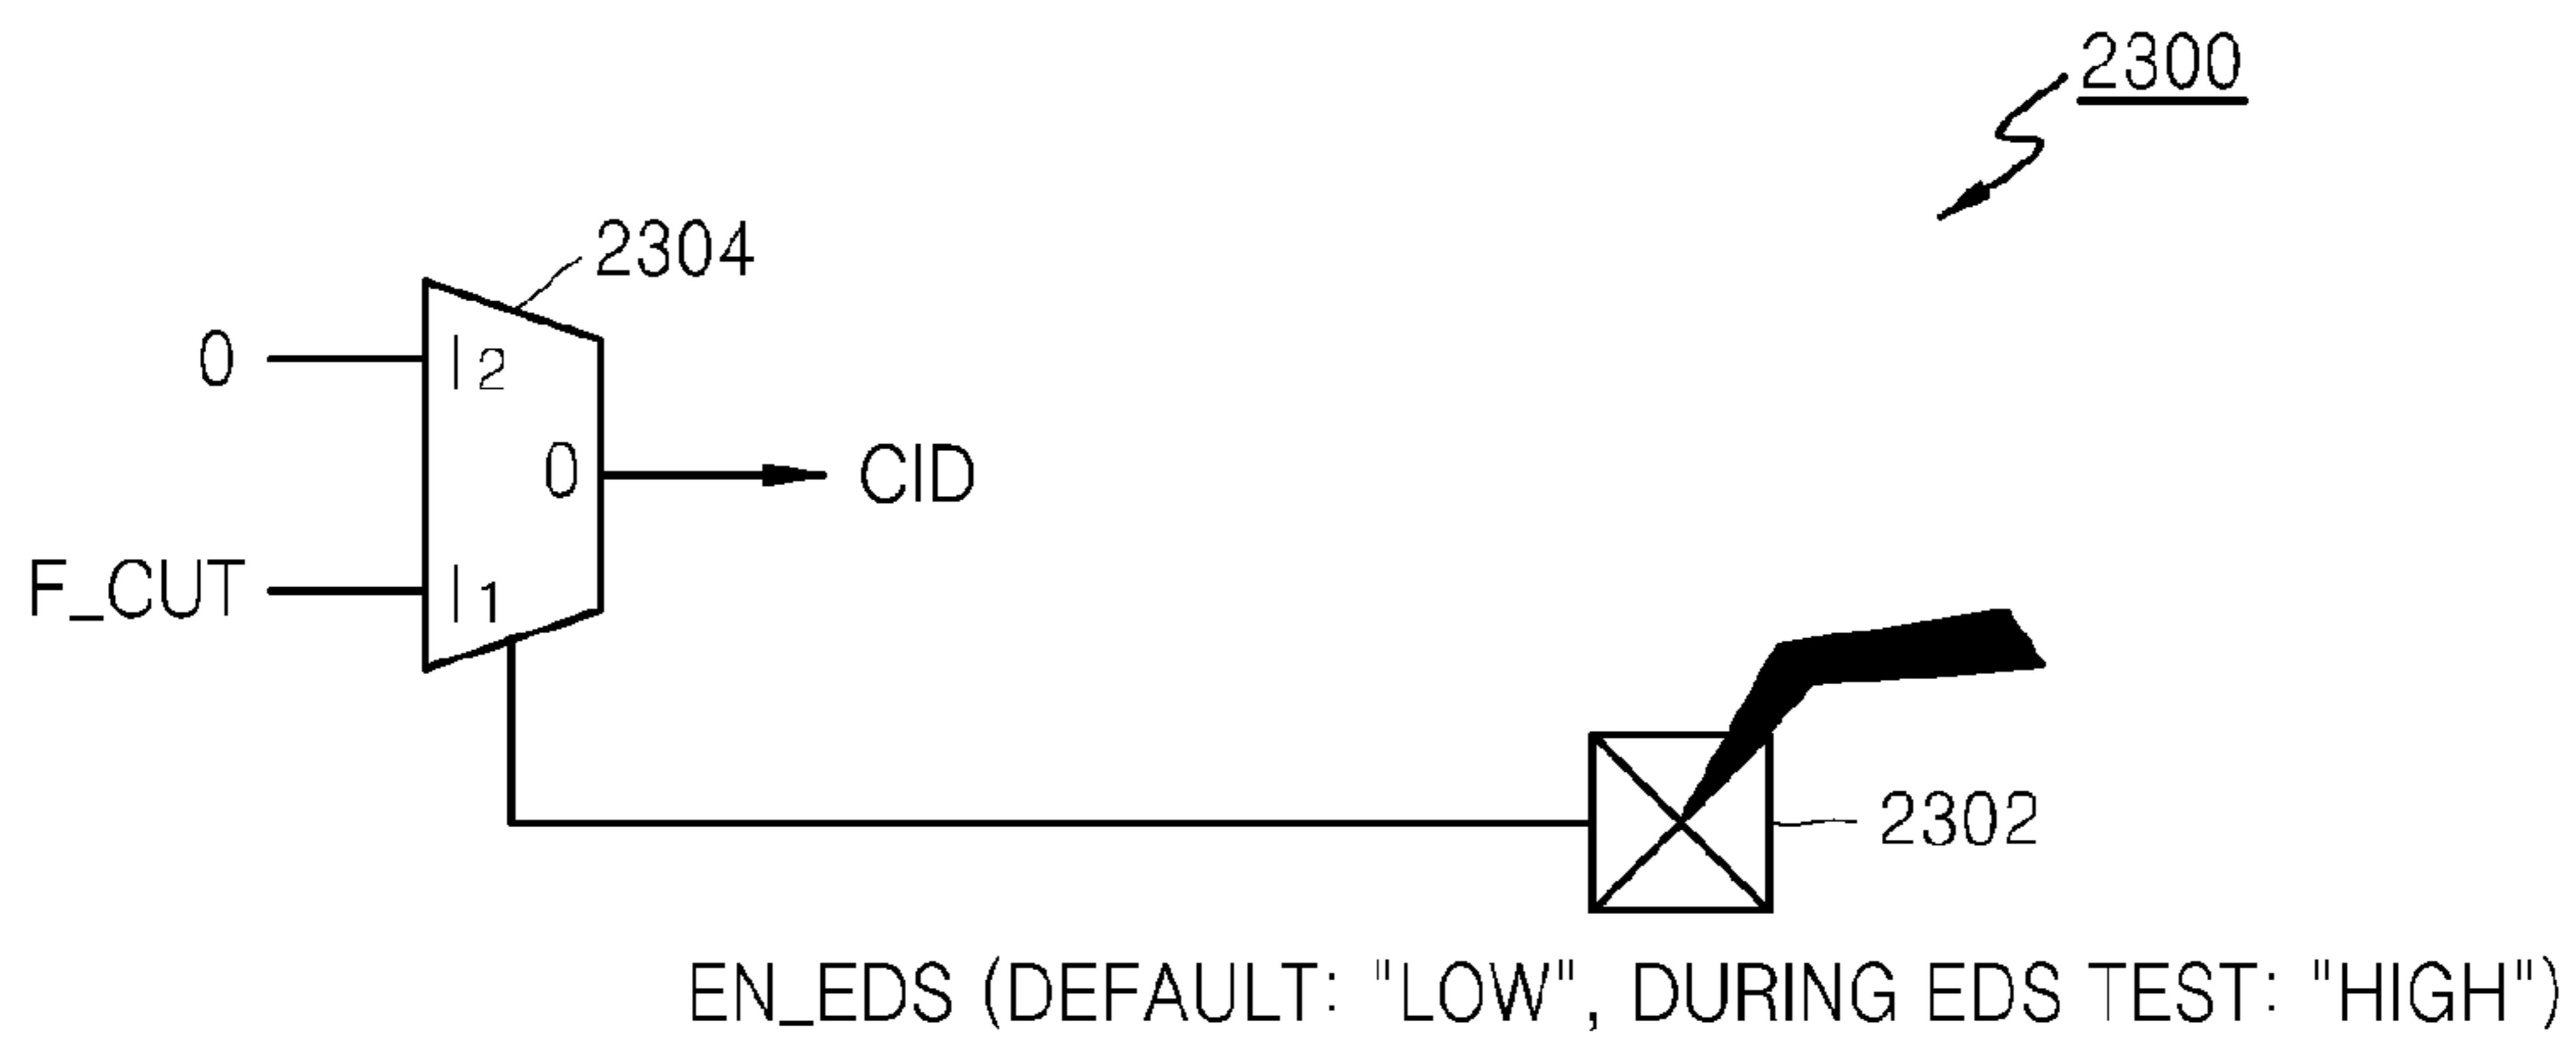 2300
2304
0
I2
0
CID
F_CUT
I1
2302
EN_EDS (DEFAULT: "LOW", DURING EDS TEST: "HIGH")